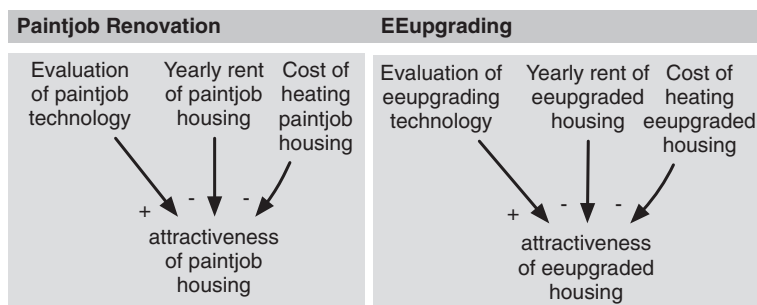 Paintjob Renovation
EEupgrading
Evaluation
of paintjob
technology
Yearly rent
of paintjob
housing
Cost of
heating
paintjob
housing
+
-
-
attractiveness
of paintjob
housing
Evaluation of
eeupgrading
technology
Yearly rent of
eeupgraded
housing
Cost of
heating
eeupgraded
housing
+
-
-
attractiveness
of eeupgraded
housing